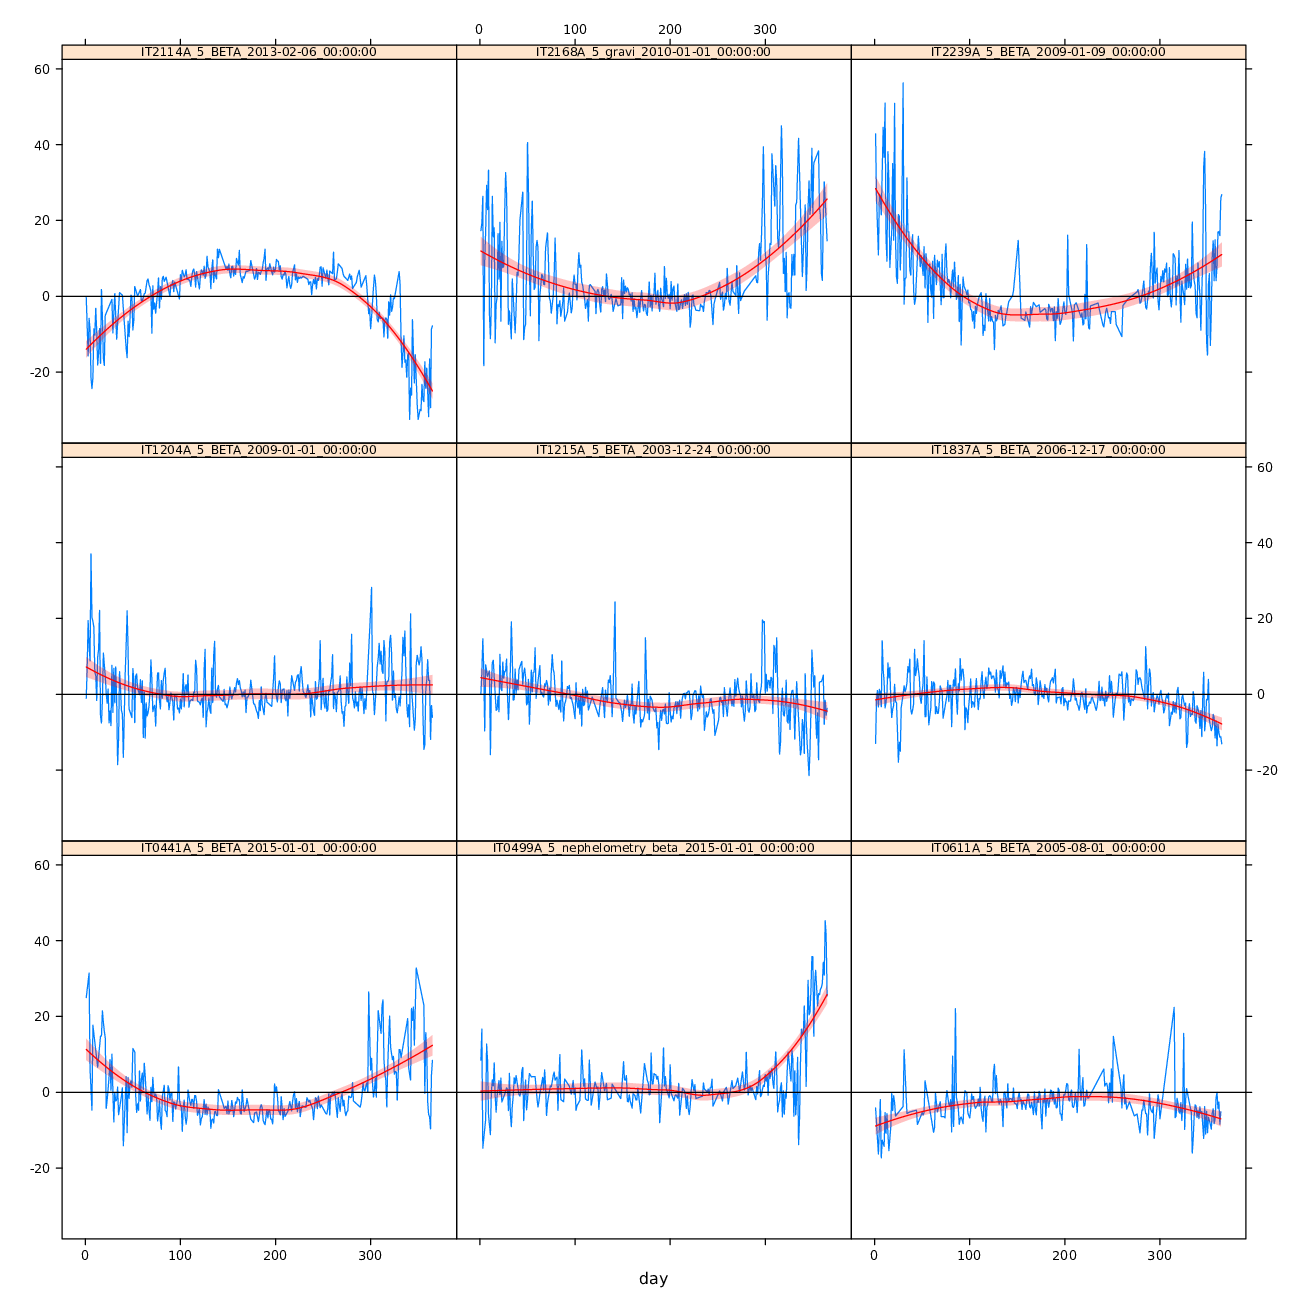 0 100 200 300
IT2114A_5_BETA_2013-02-06_00:00:00 IT2168A_5_gravi_2010-01-01_00:00:00 IT2239A_5_BETA_2009-01-09_00:00:00
60
40
20
0
-20
IT1204A_5_BETA_2009-01-01_00:00:00 IT1215A_5_BETA_2003-12-24_00:00:00 IT1837A_5_BETA_2006-12-17_00:00:00
60
40
20
0
-20
IT0441A_5_BETA_2015-01-01_00:00:00 IT0499A_5_nephelometry_beta_2015-01-01_00:00:00 IT0611A_5_BETA_2005-08-01_00:00:00
60
40
20
0
-20
0 100 200 300 0 100 200 300
day